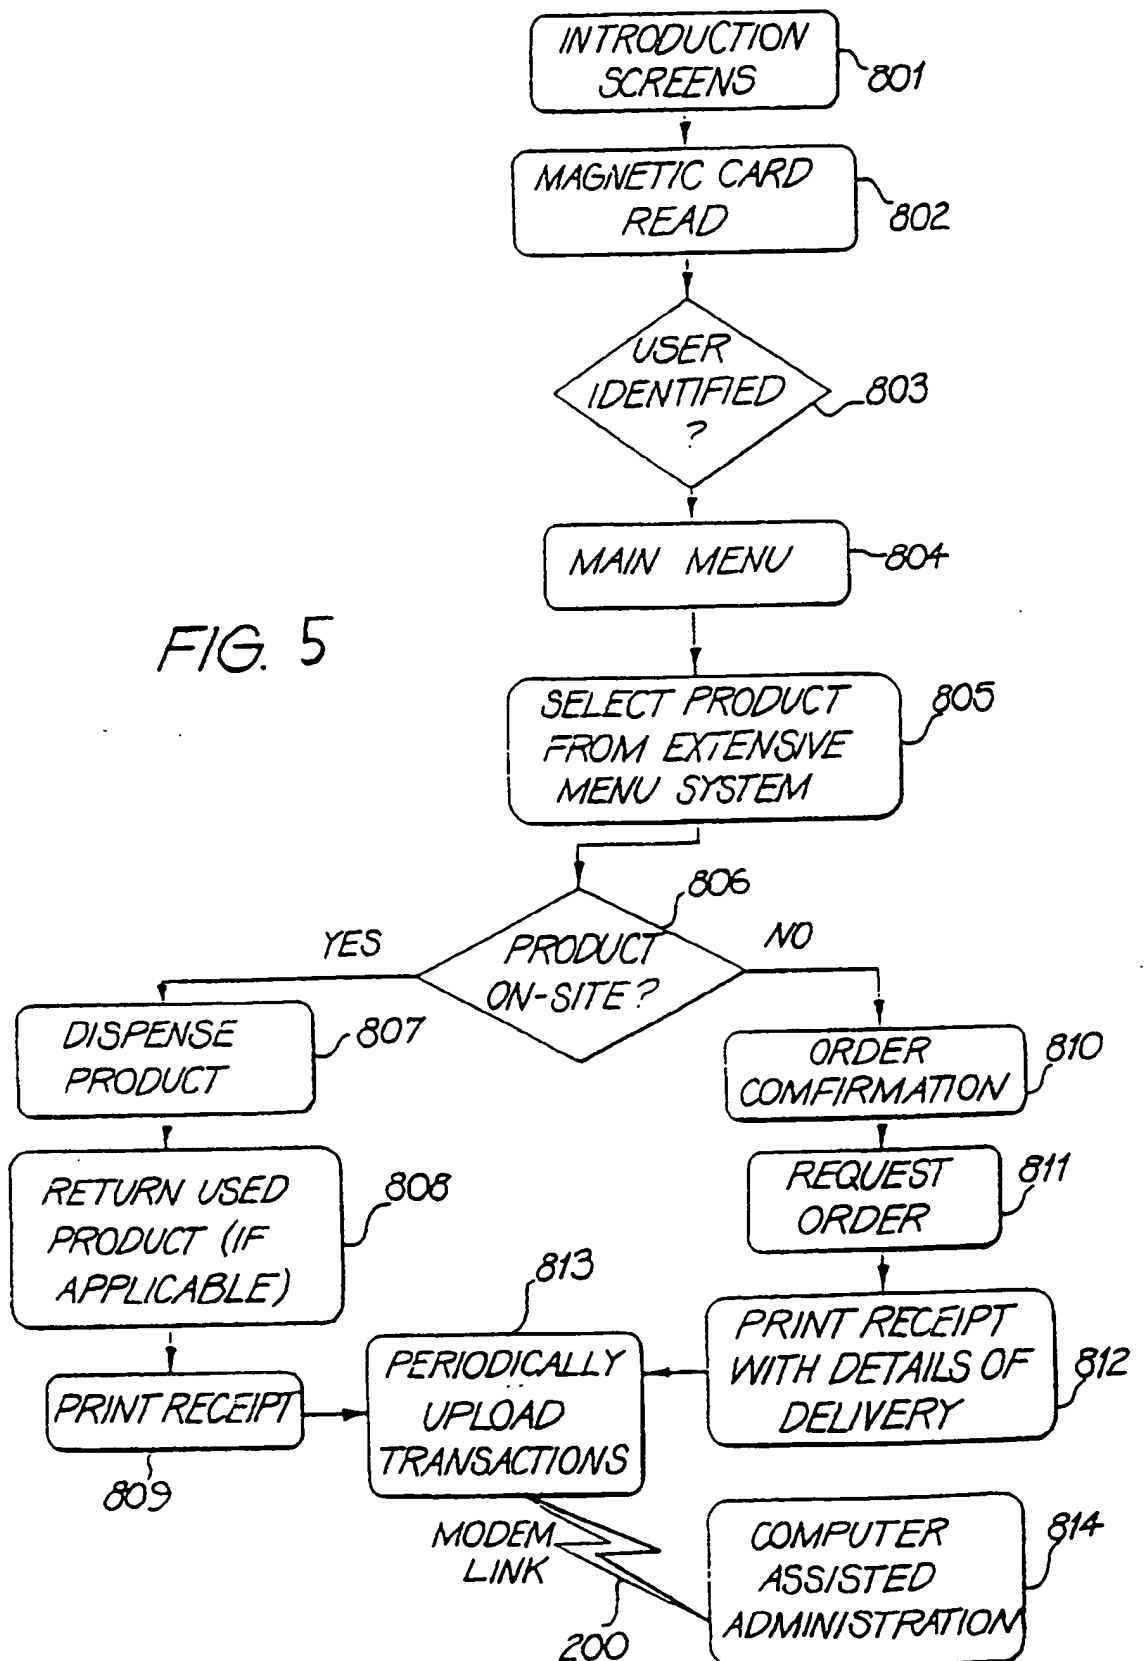 INTRODUCTION
SCREENS
801
MAGNETIC CARD
READ
802
USER
IDENTIFIED
?
803
MAIN MENU
804
FIG. 5
SELECT PRODUCT
FROM EXTENSIVE
MENU SYSTEM
805
806
PRODUCT
ON-SITE?
YES
NO
DISPENSE
PRODUCT
807
ORDER
COMFIRMATION
810
RETURN USED
PRODUCT (IF
APPLICABLE)
808
REQUEST
ORDER
811
PRINT RECEIPT
809
813
PERIODICALLY
UPLOAD
TRANSACTIONS
PRINT RECEIPT
WITH DETAILS OF
DELIVERY
812
MODEM
LINK
200
COMPUTER
ASSISTED
ADMINISTRATION
814